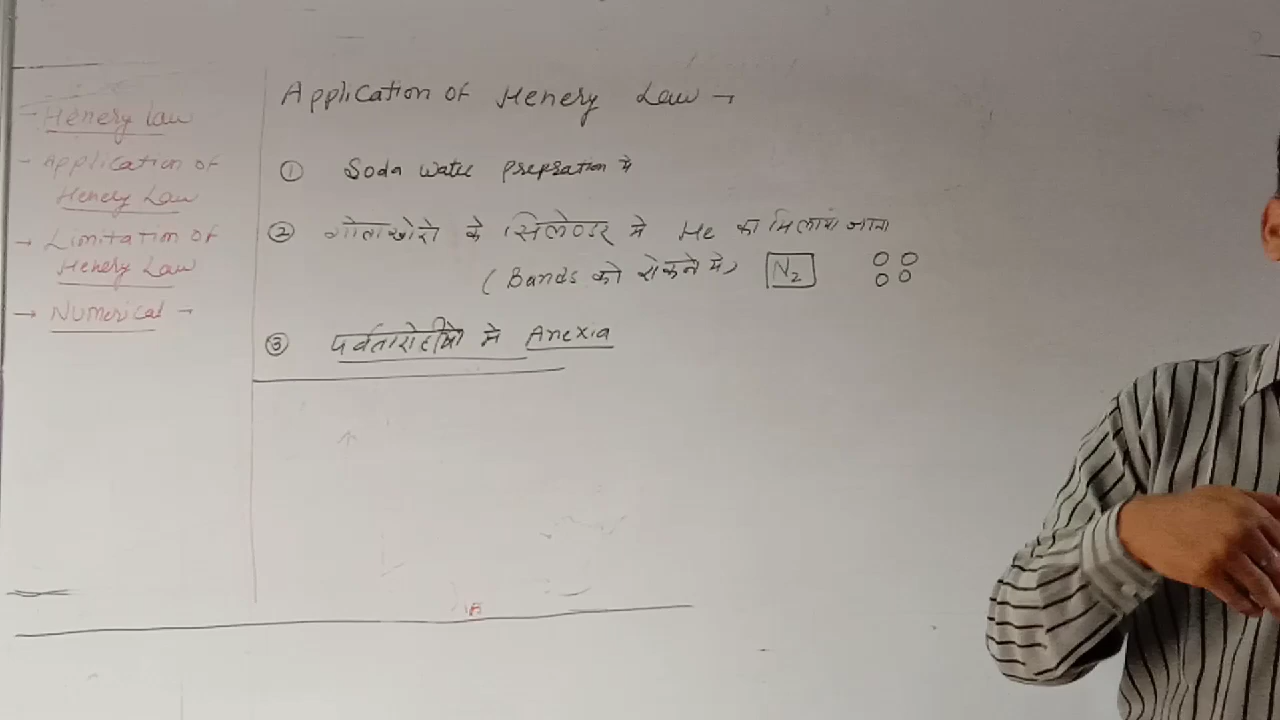 - Henery law
- Application of
Henery Law
→ Limitation of
Henery Law
→ Numerical -
Application of Henery Law →
① Soda Water Prepration मे
② गोताखोरो के सिलेण्डर मे He का मिलाया जाना
( Bands को रोकने मे ) N₂
③ पर्वतारोहीयो मे Anexia